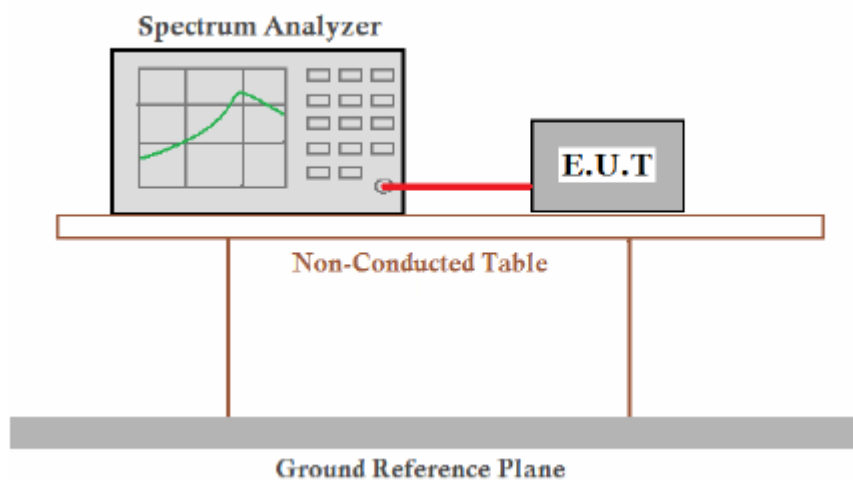 Spectrum Analyzer
E.U.T
Non-Conducted Table
Ground Reference Plane